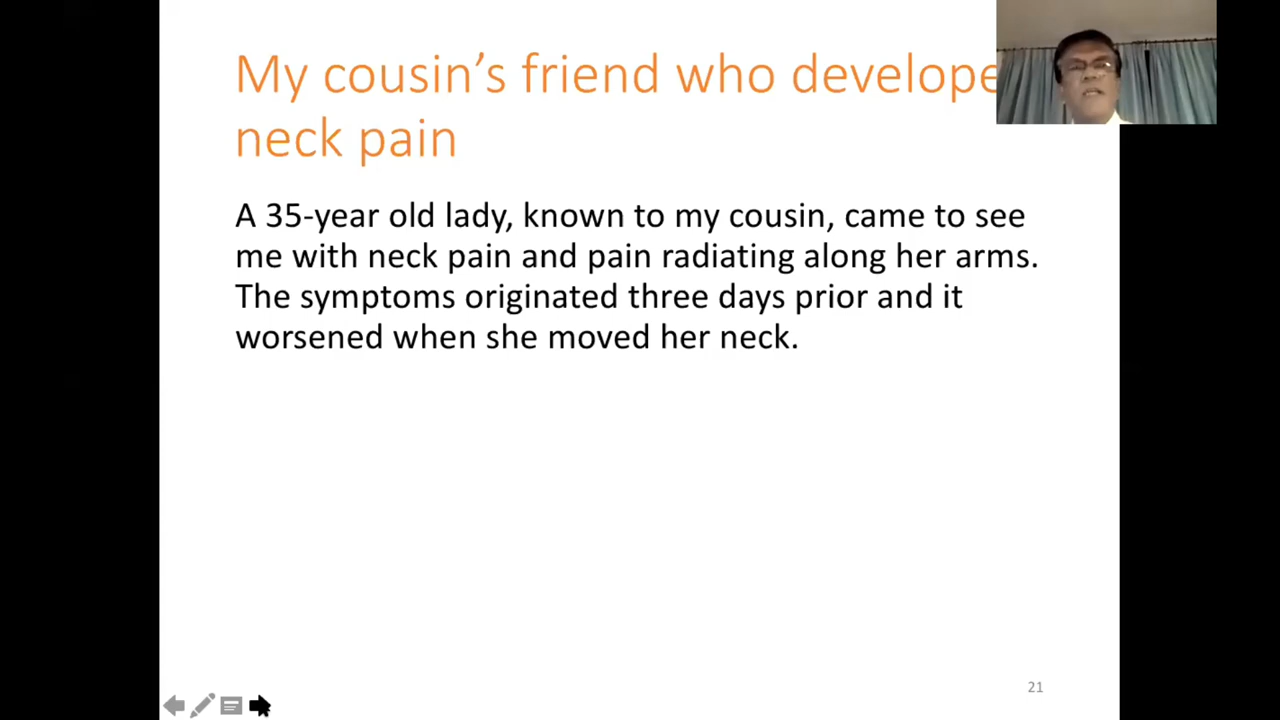 My cousin's friend who develope
neck pain
A 35-year old lady, known to my cousin, came to see
me with neck pain and pain radiating along her arms.
The symptoms originated three days prior and it
worsened when she moved her neck.
21